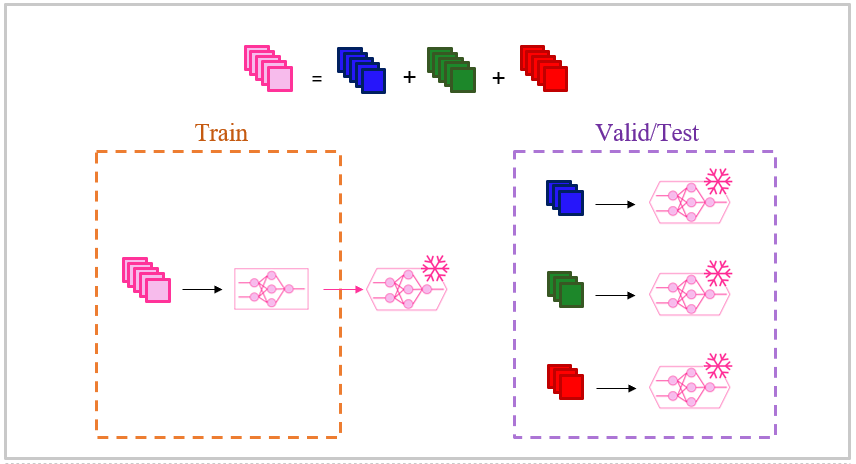 = + +
Train
Valid/Test